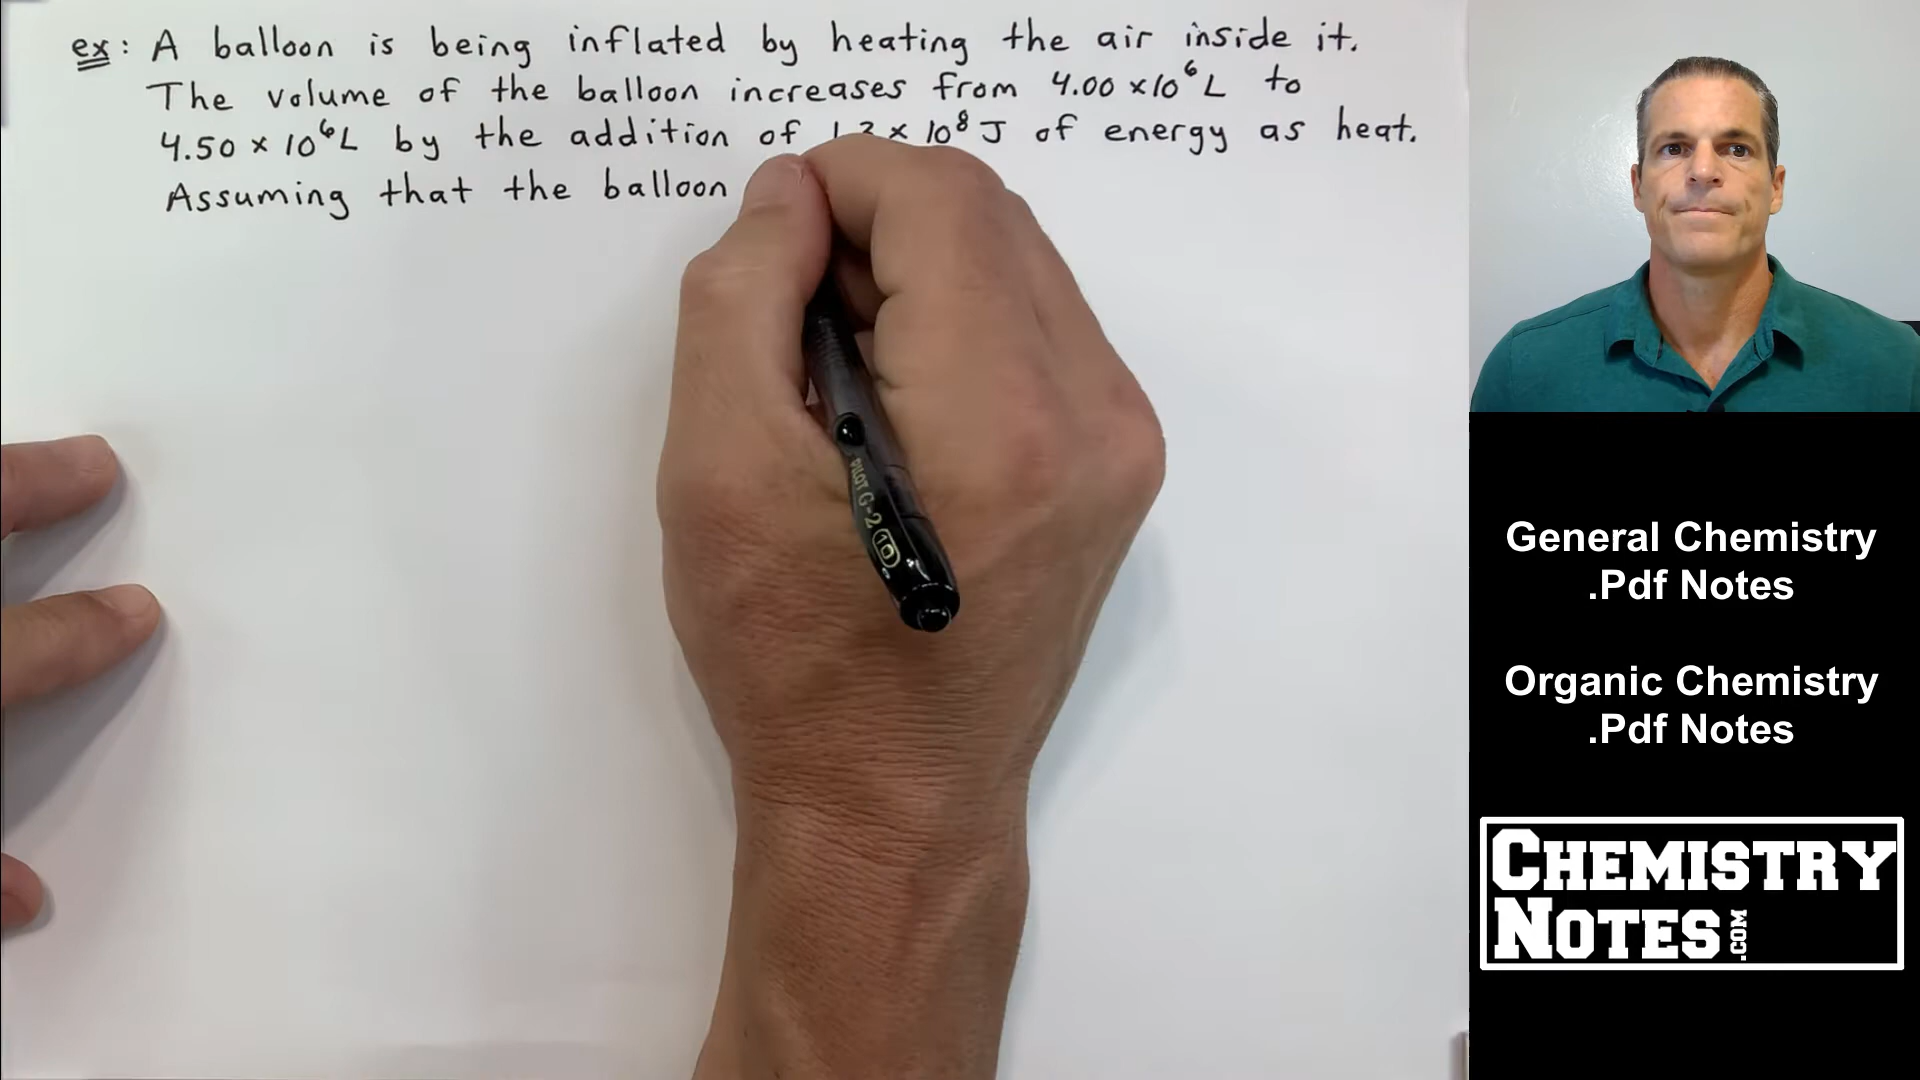 ex: A balloon is being inflated by heating the air inside it.
The volume of the balloon increases from 4.00 x 10⁶ L to
4.50 x 10⁶ L by the addition of x 10⁸ J of energy as heat.
Assuming that the balloon
PILOT G-2 10
General Chemistry
.Pdf Notes
Organic Chemistry
.Pdf Notes
CHEMISTRY
NOTES.COM